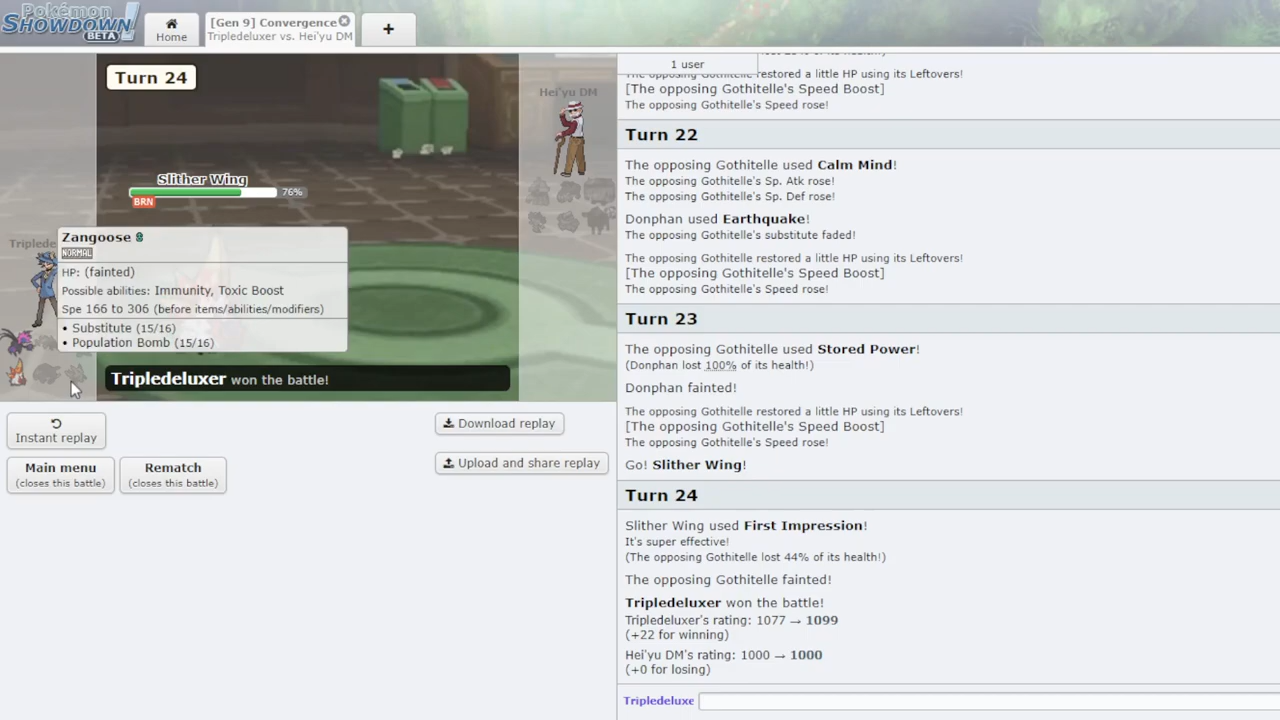 Pokémon
SHOWDOWN!
BETA
Home
[Gen 9] Convergence
Tripledeluxer vs. Hei'yu DM
+
Turn 24
Hei'yu DM
Slither Wing
76%
BRN
Triplede
Zangoose
NORMAL
HP: (fainted)
Possible abilities: Immunity, Toxic Boost
Spe 166 to 306 (before items/abilities/modifiers)
• Substitute (15/16)
• Population Bomb (15/16)
Tripledeluxer won the battle!
Instant replay
Download replay
Upload and share replay
Main menu
(closes this battle)
Rematch
(closes this battle)
1 user
restored a little HP using its Leftovers!
[The opposing Gothitelle's Speed Boost]
The opposing Gothitelle's Speed rose!
Turn 22
The opposing Gothitelle used Calm Mind!
The opposing Gothitelle's Sp. Atk rose!
The opposing Gothitelle's Sp. Def rose!
Donphan used Earthquake!
The opposing Gothitelle's substitute faded!
The opposing Gothitelle restored a little HP using its Leftovers!
[The opposing Gothitelle's Speed Boost]
The opposing Gothitelle's Speed rose!
Turn 23
The opposing Gothitelle used Stored Power!
(Donphan lost 100% of its health!)
Donphan fainted!
The opposing Gothitelle restored a little HP using its Leftovers!
[The opposing Gothitelle's Speed Boost]
The opposing Gothitelle's Speed rose!
Go! Slither Wing!
Turn 24
Slither Wing used First Impression!
It's super effective!
(The opposing Gothitelle lost 44% of its health!)
The opposing Gothitelle fainted!
Tripledeluxer won the battle!
Tripledeluxer's rating: 1077 → 1099
(+22 for winning)
Hei'yu DM's rating: 1000 → 1000
(+0 for losing)
Tripledeluxe